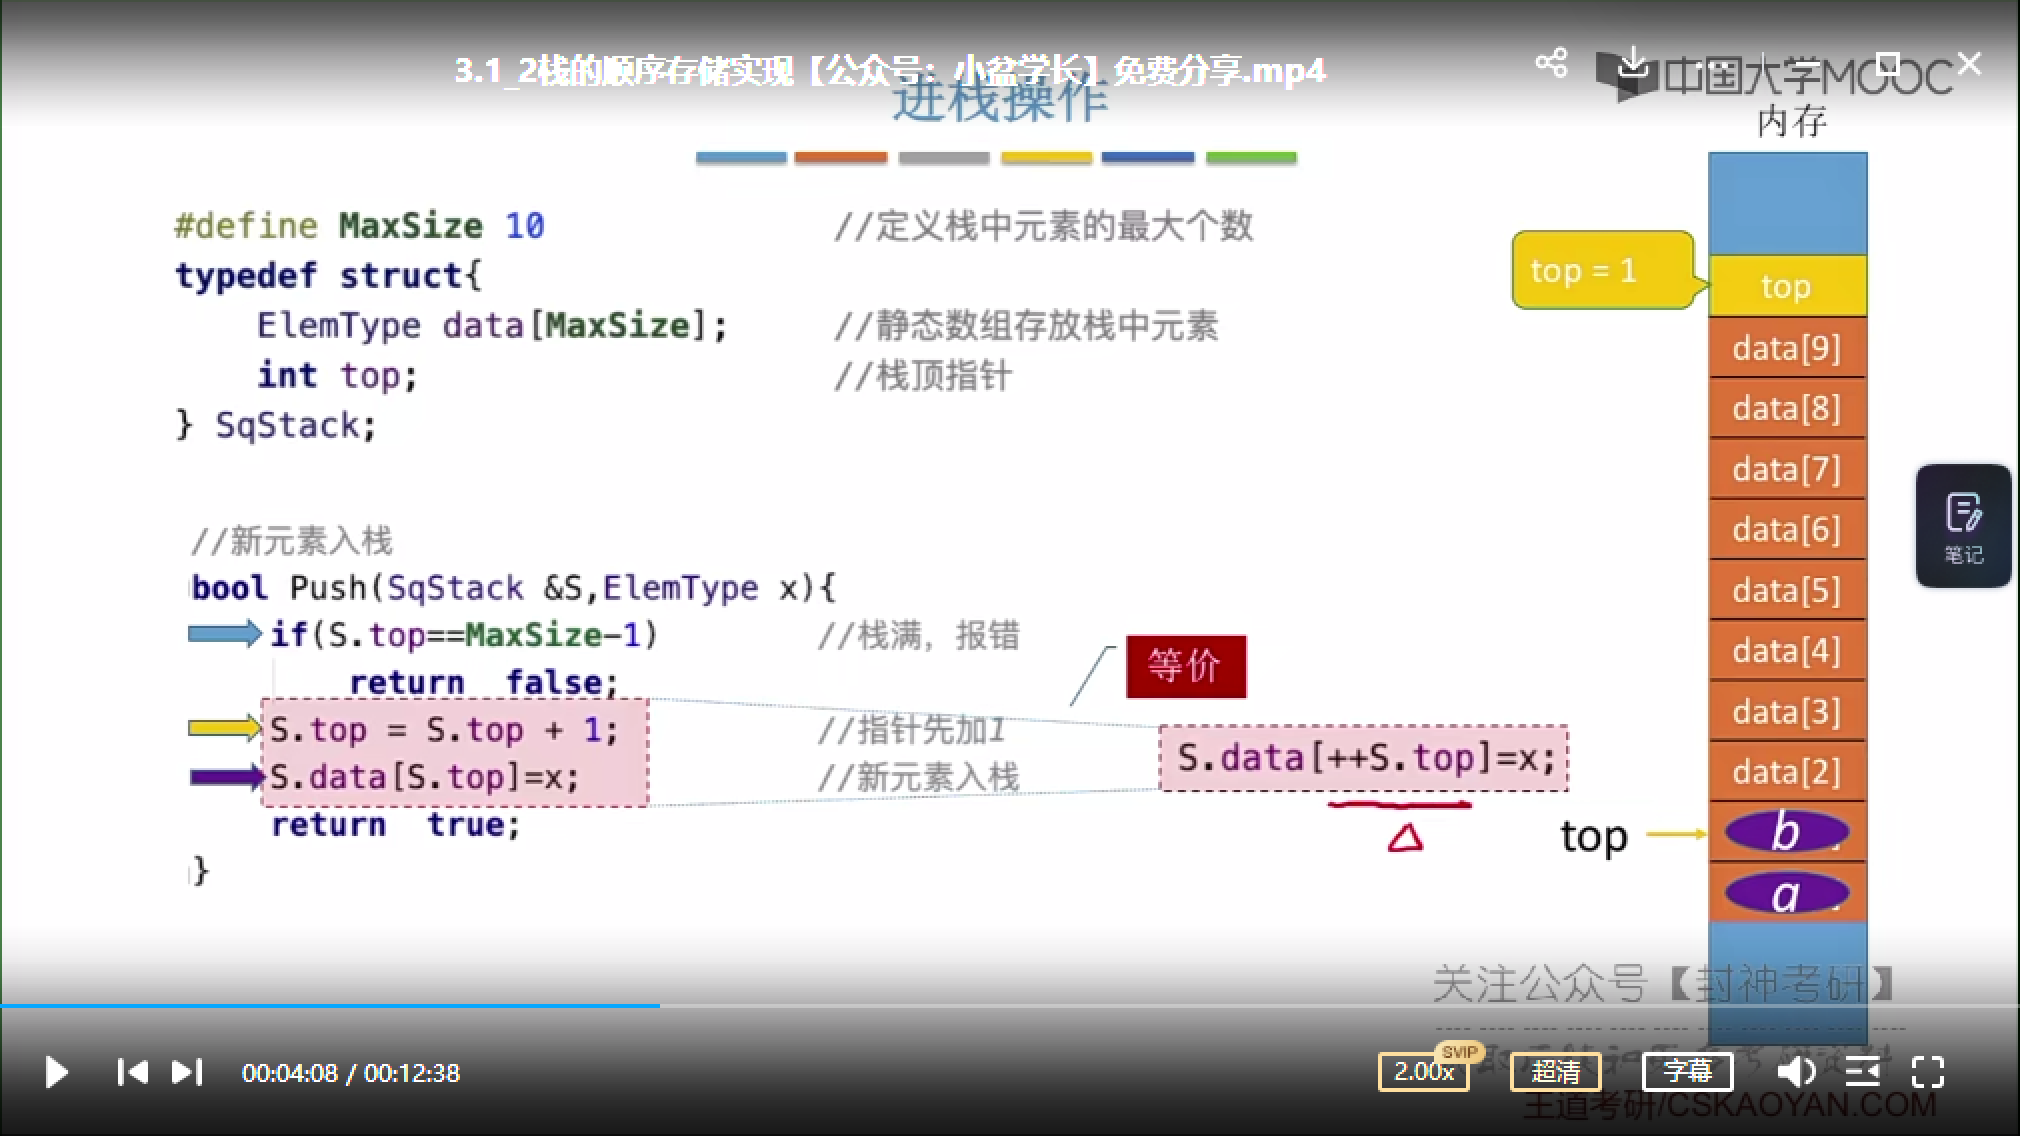 3.1_2栈的顺序存储实现【公众号：小盆学长】免费分享.mp4
中国大学MOOC
进栈操作
内存
#define MaxSize 10 //定义栈中元素的最大个数
typedef struct{
ElemType data[MaxSize]; //静态数组存放栈中元素
int top; //栈顶指针
} SqStack;
top = 1
top
data[9]
data[8]
data[7]
data[6]
data[5]
data[4]
data[3]
data[2]
top
b
a
笔记
//新元素入栈
bool Push(SqStack &S,ElemType x){
if(S.top==MaxSize-1) //栈满，报错
return false;
S.top = S.top + 1; //指针先加1
S.data[S.top]=x; //新元素入栈
return true;
}
等价
S.data[++S.top]=x;
关注公众号【封神考研】
00:04:08 / 00:12:38
2.00x
SVIP
超清
字幕
王道考研/CSKAOYAN.COM